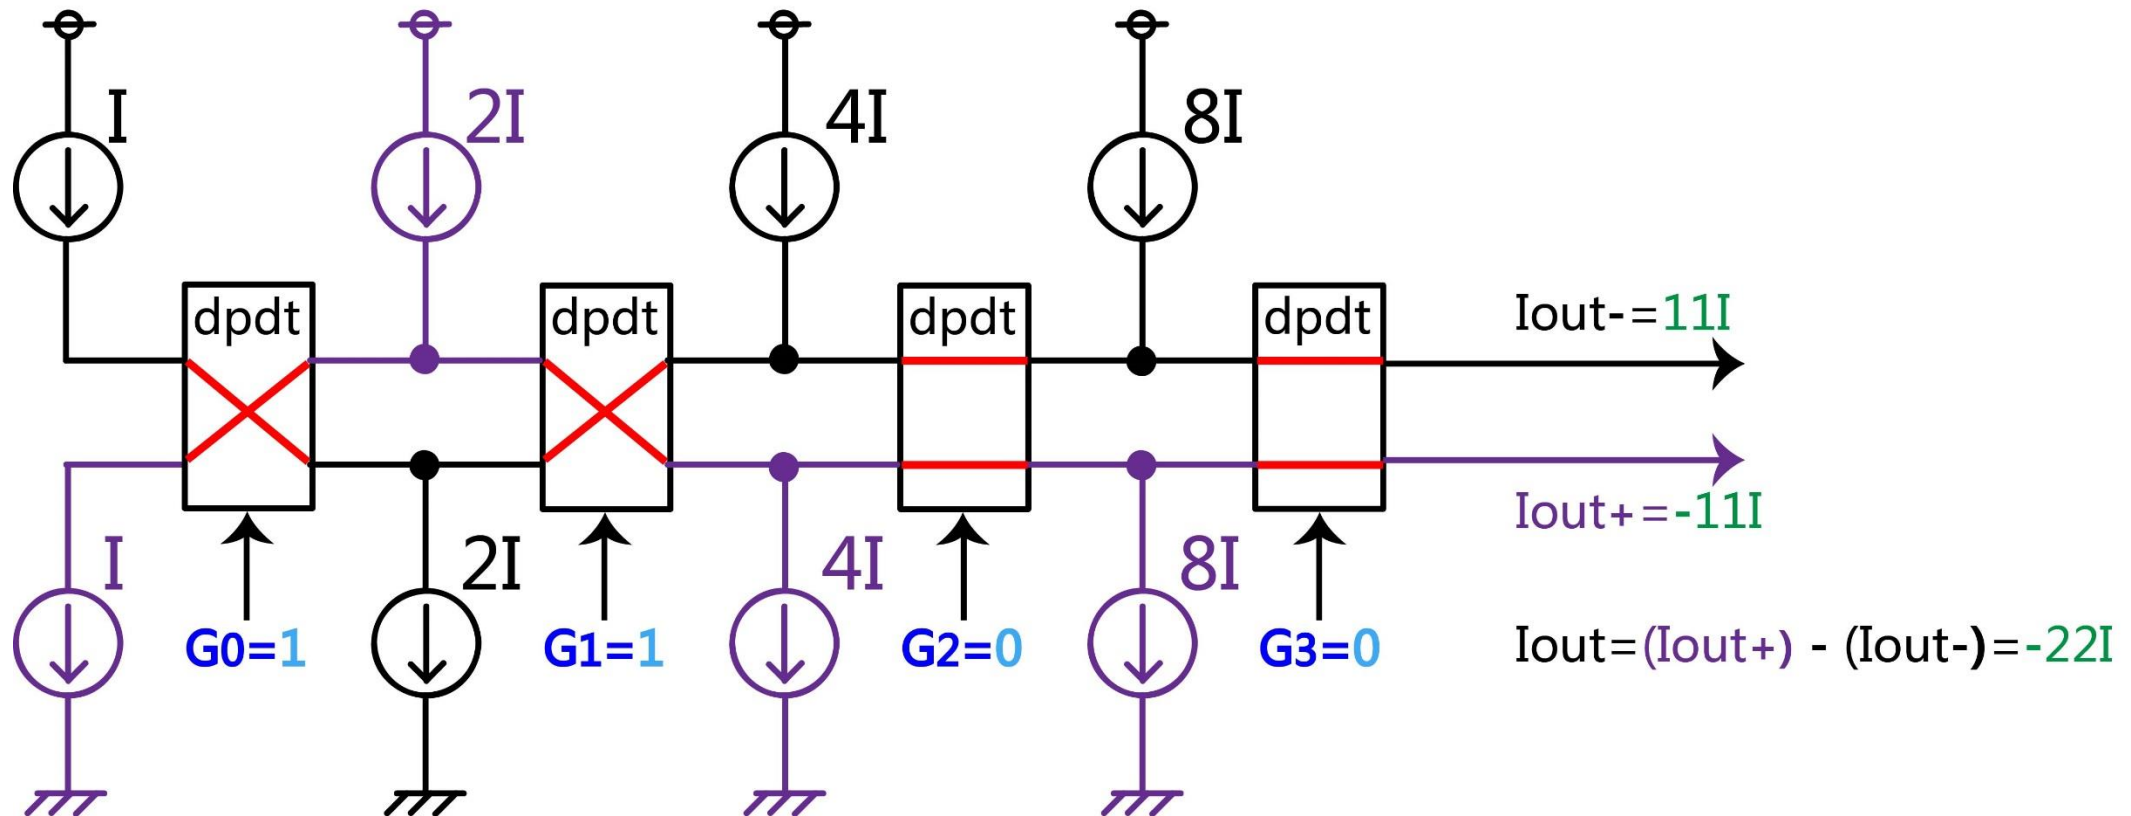 I
2I
4I
8I
dpdt
dpdt
dpdt
dpdt
Iout-=11I
Iout+=-11I
I
2I
4I
8I
G0=1
G1=1
G2=0
G3=0
Iout=(Iout+) - (Iout-)=-22I